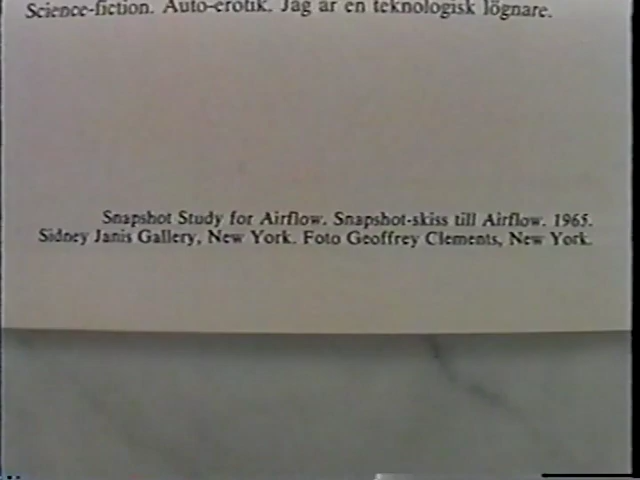 Science-fiction. Auto-erotik. Jag är en teknologisk lögnare.
Snapshot Study for Airflow. Snapshot-skiss till Airflow. 1965.
Sidney Janis Gallery, New York. Foto Geoffrey Clements, New York.